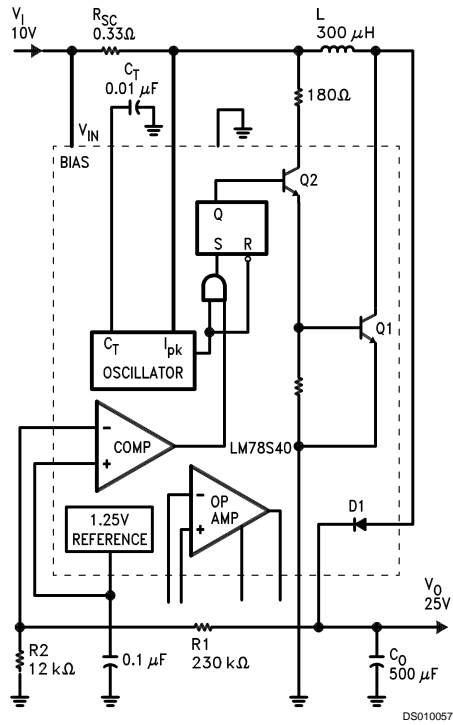 V_I
10V
R_SC
0.33Ω
L
300 μH
C_T
0.01 μF
180Ω
V_IN
BIAS
Q2
Q
S R
Q1
C_T I_pk
OSCILLATOR
-
COMP
+
LM78S40
-
OP
AMP
+
1.25V
REFERENCE
D1
V_O
25V
R2
12 kΩ
0.1 μF
R1
230 kΩ
C_O
500 μF
DS010057